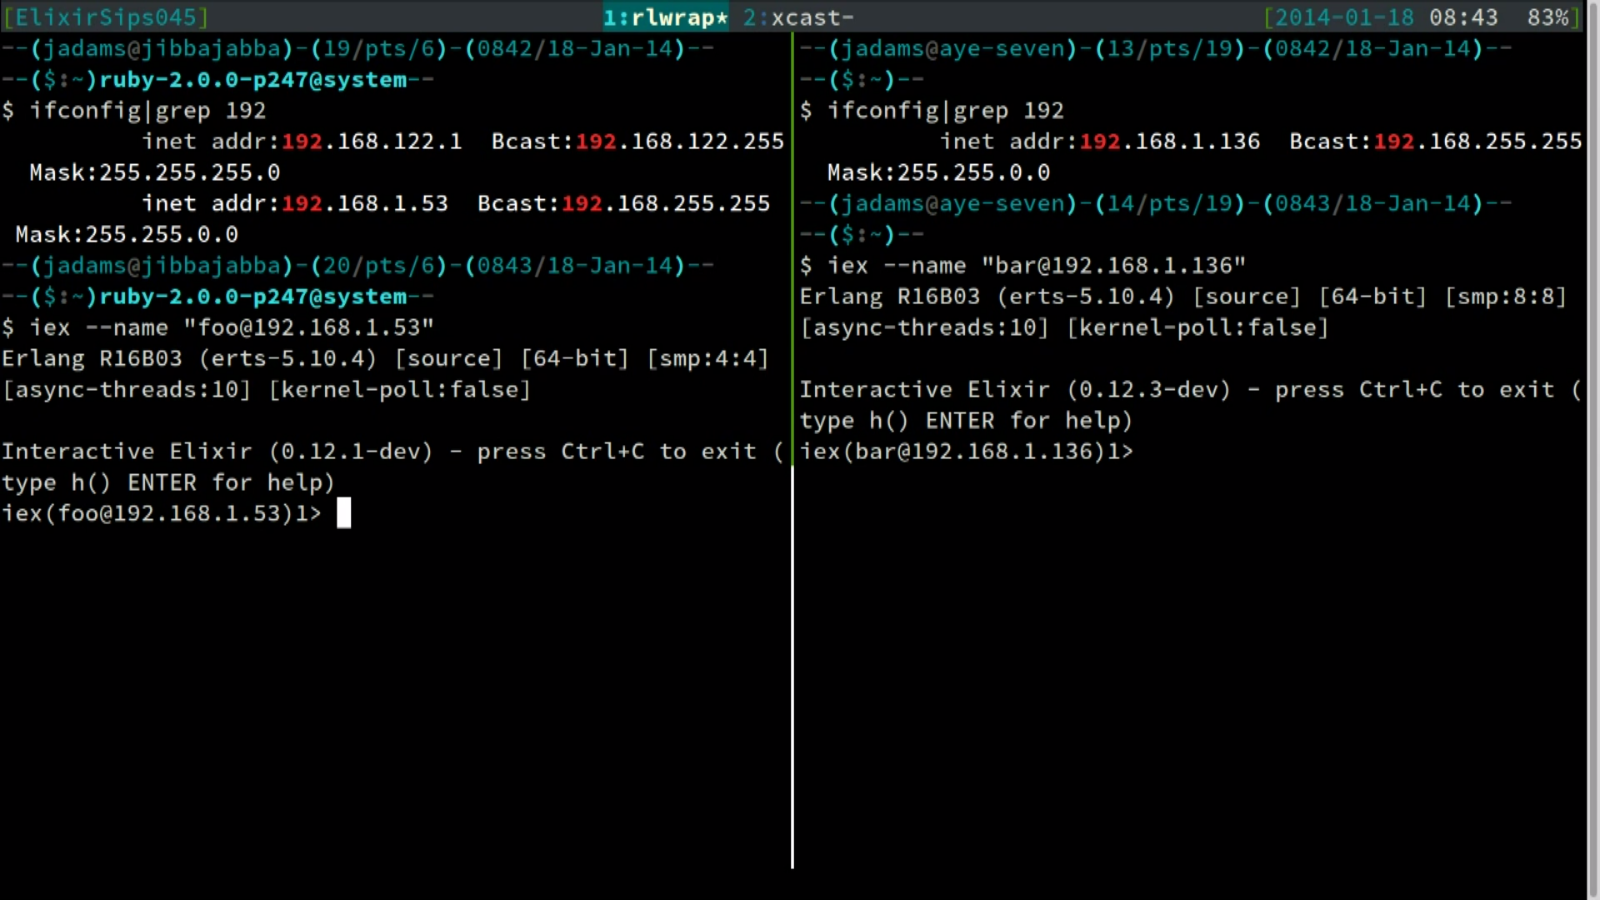 [ElixirSips045] 1:rlwrap* 2:xcast- [2014-01-18 08:43 83%]
--(jadams@jibbajabba)-(19/pts/6)-(0842/18-Jan-14)--
--($:~)ruby-2.0.0-p247@system--
$ ifconfig|grep 192
inet addr:192.168.122.1 Bcast:192.168.122.255
Mask:255.255.255.0
inet addr:192.168.1.53 Bcast:192.168.255.255
Mask:255.255.0.0
--(jadams@jibbajabba)-(20/pts/6)-(0843/18-Jan-14)--
--($:~)ruby-2.0.0-p247@system--
$ iex --name "foo@192.168.1.53"
Erlang R16B03 (erts-5.10.4) [source] [64-bit] [smp:4:4]
[async-threads:10] [kernel-poll:false]
Interactive Elixir (0.12.1-dev) - press Ctrl+C to exit (
type h() ENTER for help)
iex(foo@192.168.1.53)1>
--(jadams@aye-seven)-(13/pts/19)-(0842/18-Jan-14)--
--($:~)--
$ ifconfig|grep 192
inet addr:192.168.1.136 Bcast:192.168.255.255
Mask:255.255.0.0
--(jadams@aye-seven)-(14/pts/19)-(0843/18-Jan-14)--
--($:~)--
$ iex --name "bar@192.168.1.136"
Erlang R16B03 (erts-5.10.4) [source] [64-bit] [smp:8:8]
[async-threads:10] [kernel-poll:false]
Interactive Elixir (0.12.3-dev) - press Ctrl+C to exit (
type h() ENTER for help)
iex(bar@192.168.1.136)1>